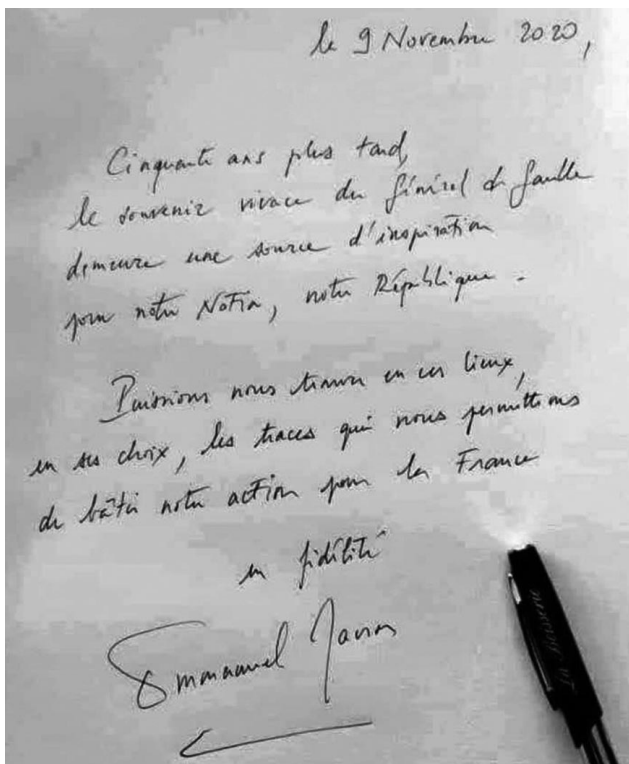 le 9 Novembre 2020,
Cinquante ans plus tard,
le souvenir vivace du Général de Gaulle
demeure une source d'inspiration
pour notre Nation, notre République.
Puissions nous trouver en ces lieux,
en ses choix, les traces qui nous permettrons
de bâtir notre action pour la France
en fidélité
Emmanuel Macron
La Boisserie